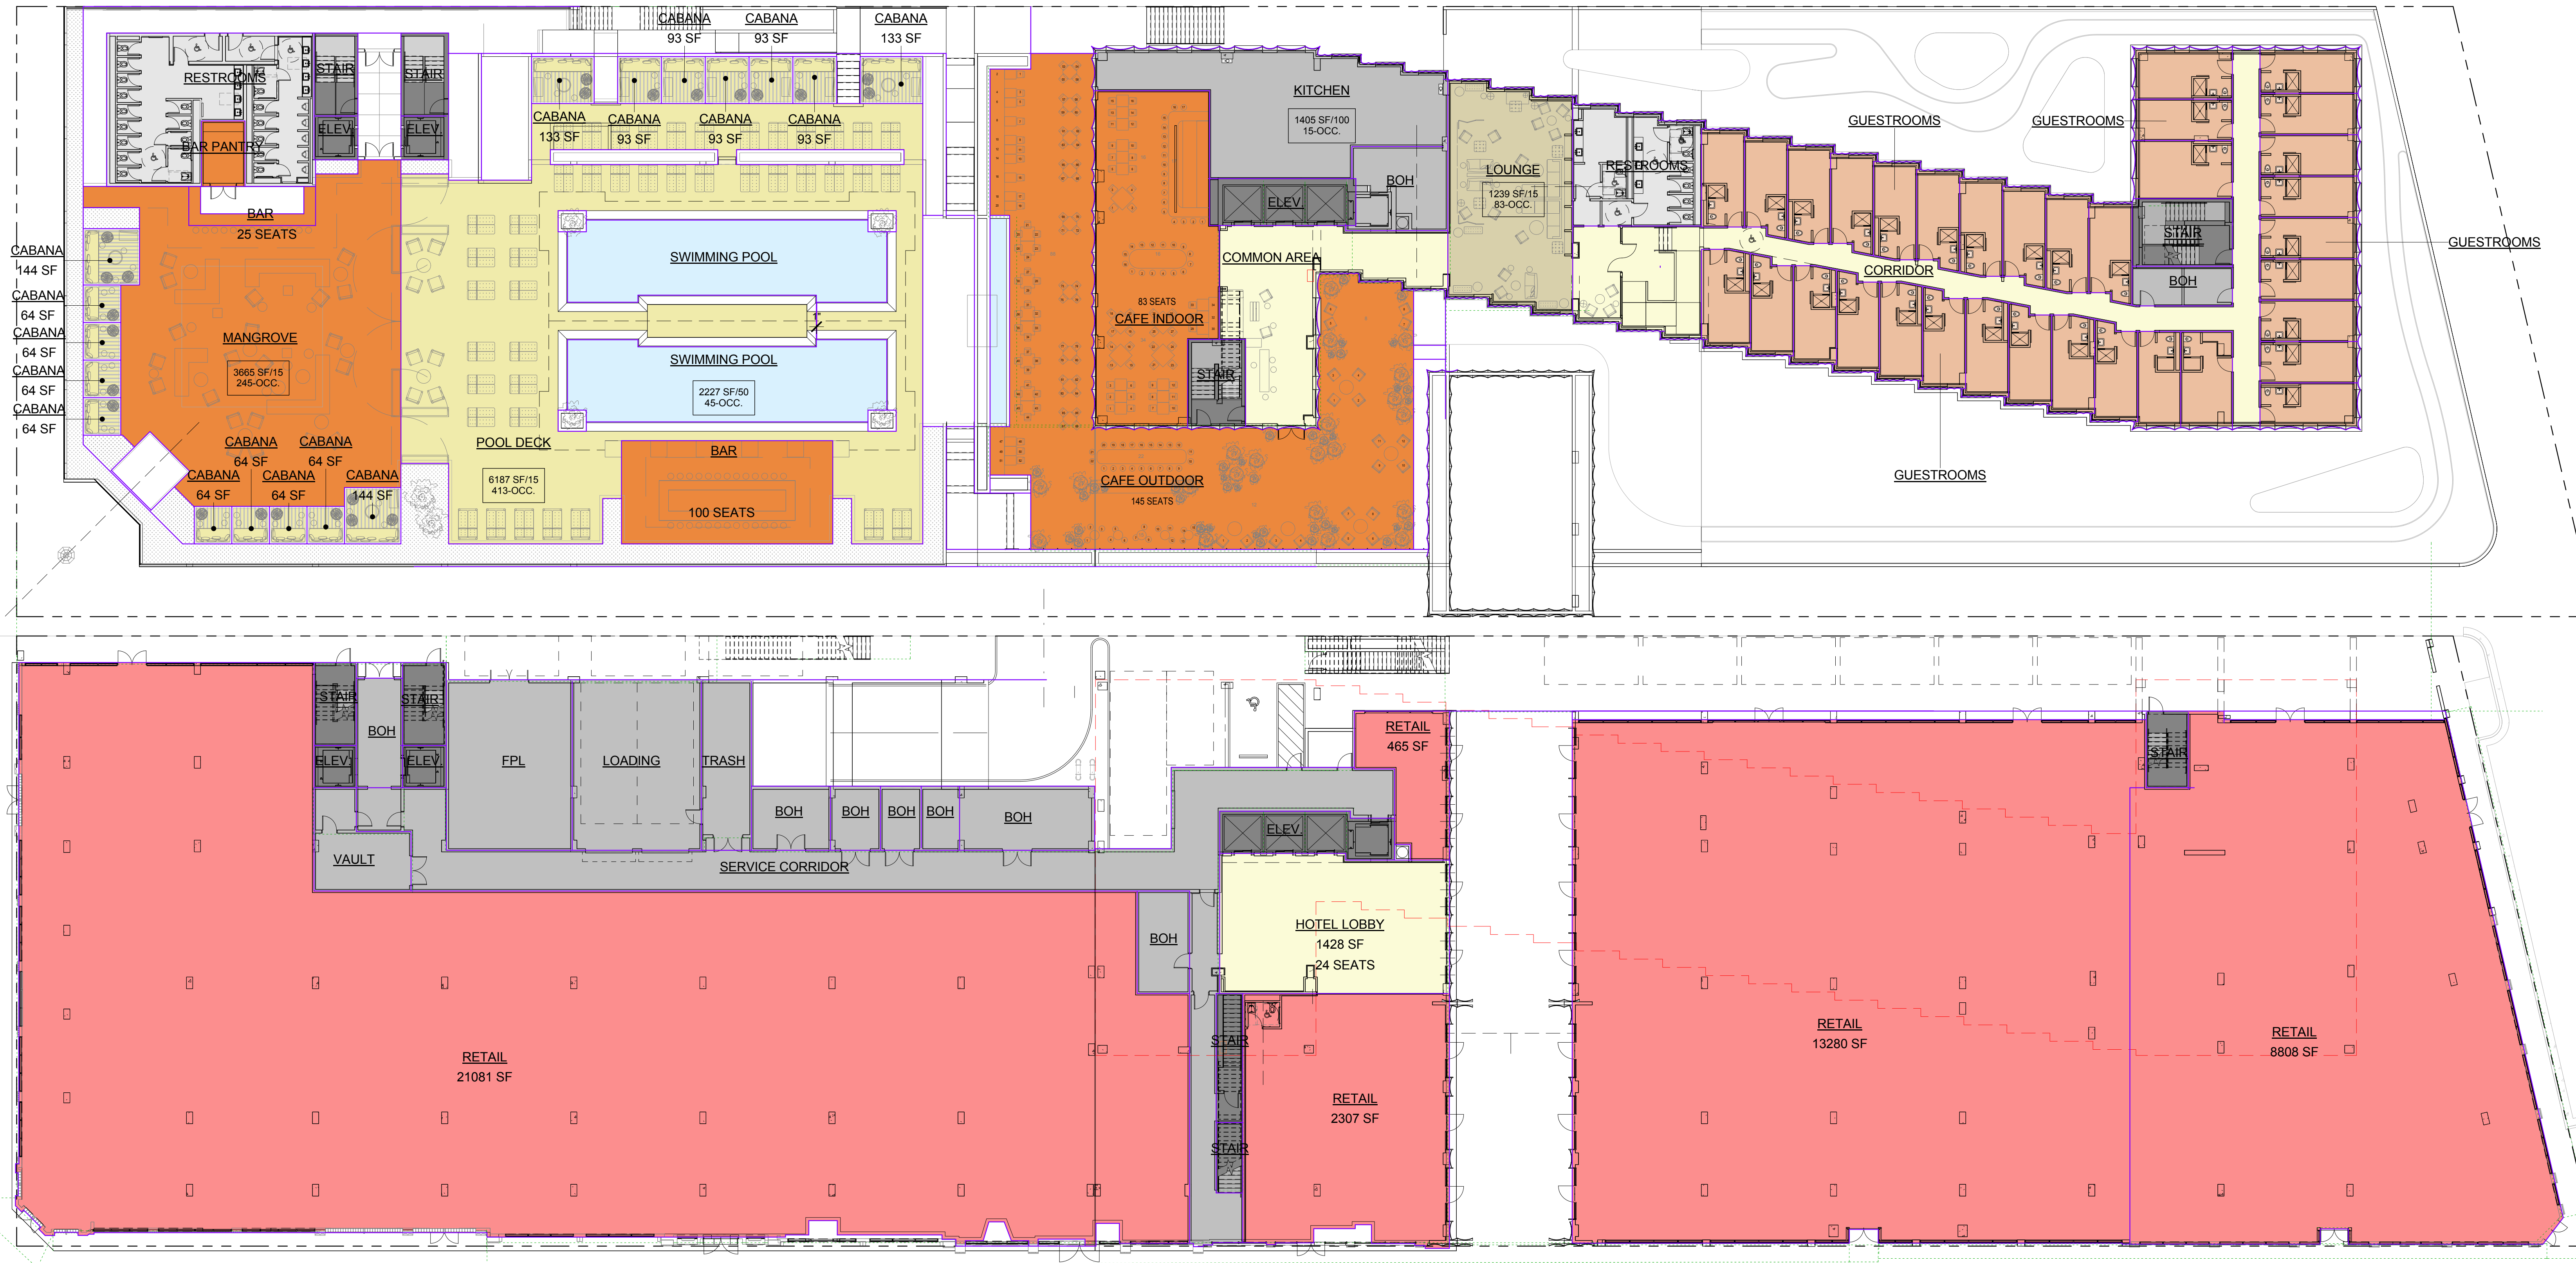 CABANA
93 SF
CABANA
93 SF
CABANA
133 SF
RESTROOMS
STAIR
STAIR
ELEV.
ELEV.
BAR PANTRY
BAR
25 SEATS
CABANA
133 SF
CABANA
93 SF
CABANA
93 SF
CABANA
93 SF
KITCHEN
1405 SF/100
15-OCC.
BOH
ELEV.
LOUNGE
1239 SF/15
83-OCC.
RESTROOMS
GUESTROOMS
GUESTROOMS
GUESTROOMS
STAIR
BOH
CORRIDOR
GUESTROOMS
CABANA
144 SF
CABANA
64 SF
CABANA
64 SF
CABANA
64 SF
CABANA
64 SF
MANGROVE
3665 SF/15
245-OCC.
CABANA
64 SF
CABANA
64 SF
CABANA
64 SF
CABANA
64 SF
CABANA
144 SF
SWIMMING POOL
SWIMMING POOL
2227 SF/50
45-OCC.
POOL DECK
6187 SF/15
413-OCC.
BAR
100 SEATS
COMMON AREA
83 SEATS
CAFE INDOOR
STAIR
CAFE OUTDOOR
145 SEATS
STAIR
BOH
STAIR
ELEV.
ELEV.
FPL
LOADING
TRASH
BOH
BOH
BOH
BOH
BOH
VAULT
SERVICE CORRIDOR
RETAIL
465 SF
ELEV.
HOTEL LOBBY
1428 SF
24 SEATS
BOH
STAIR
STAIR
RETAIL
21081 SF
RETAIL
2307 SF
STAIR
RETAIL
13280 SF
RETAIL
8808 SF